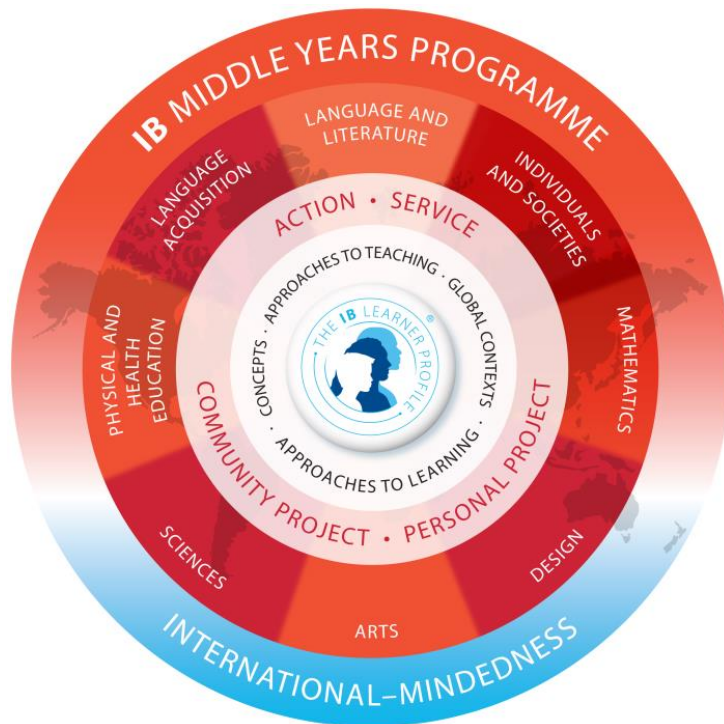 IB MIDDLE YEARS PROGRAMME
LANGUAGE AND
LITERATURE
INDIVIDUALS
AND SOCIETIES
MATHEMATICS
DESIGN
ARTS
SCIENCES
PHYSICAL AND
HEALTH
EDUCATION
LANGUAGE
ACQUISITION
ACTION • SERVICE
COMMUNITY PROJECT • PERSONAL PROJECT
APPROACHES TO TEACHING · GLOBAL CONTEXTS ·
APPROACHES TO LEARNING · CONCEPTS ·
THE IB LEARNER PROFILE ®
INTERNATIONAL–MINDEDNESS